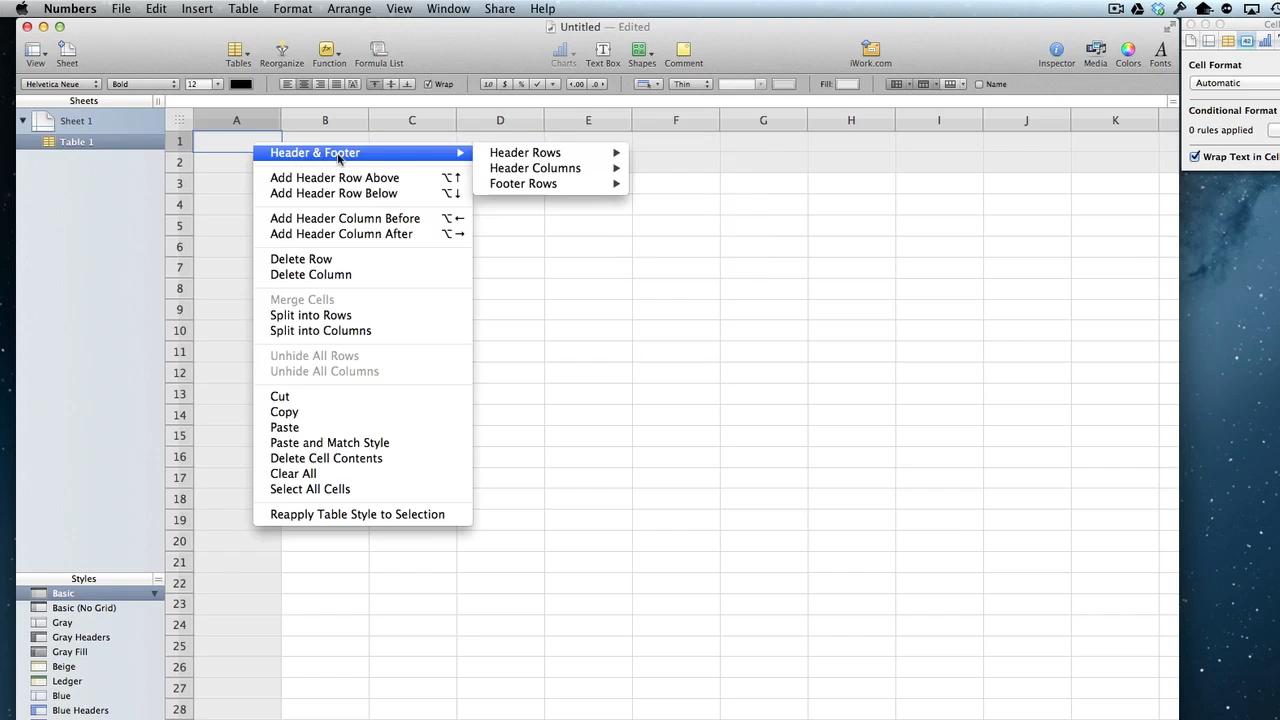 Numbers File Edit Insert Table Format Arrange View Window Share Help
Untitled — Edited
View Sheet Tables Reorganize Function Formula List Charts Text Box Shapes Comment iWork.com Inspector Media Colors Fonts
Helvetica Neue Bold 12 Wrap 1.0 $ % .00 .0 Thin Fill: Name
Sheets
Sheet 1
Table 1
A B C D E F G H I J K
1
2
3
4
5
6
7
8
9
10
11
12
13
14
15
16
17
18
19
20
21
22
23
24
25
26
27
28
Header & Footer
Add Header Row Above ⌥↑
Add Header Row Below ⌥↓
Add Header Column Before ⌥←
Add Header Column After ⌥→
Delete Row
Delete Column
Merge Cells
Split into Rows
Split into Columns
Unhide All Rows
Unhide All Columns
Cut
Copy
Paste
Paste and Match Style
Delete Cell Contents
Clear All
Select All Cells
Reapply Table Style to Selection
Header Rows
Header Columns
Footer Rows
Styles
Basic
Basic (No Grid)
Gray
Gray Headers
Gray Fill
Beige
Ledger
Blue
Blue Headers
Cel
42
Cell Format
Automatic
Conditional Format
0 rules applied
Wrap Text in Cel